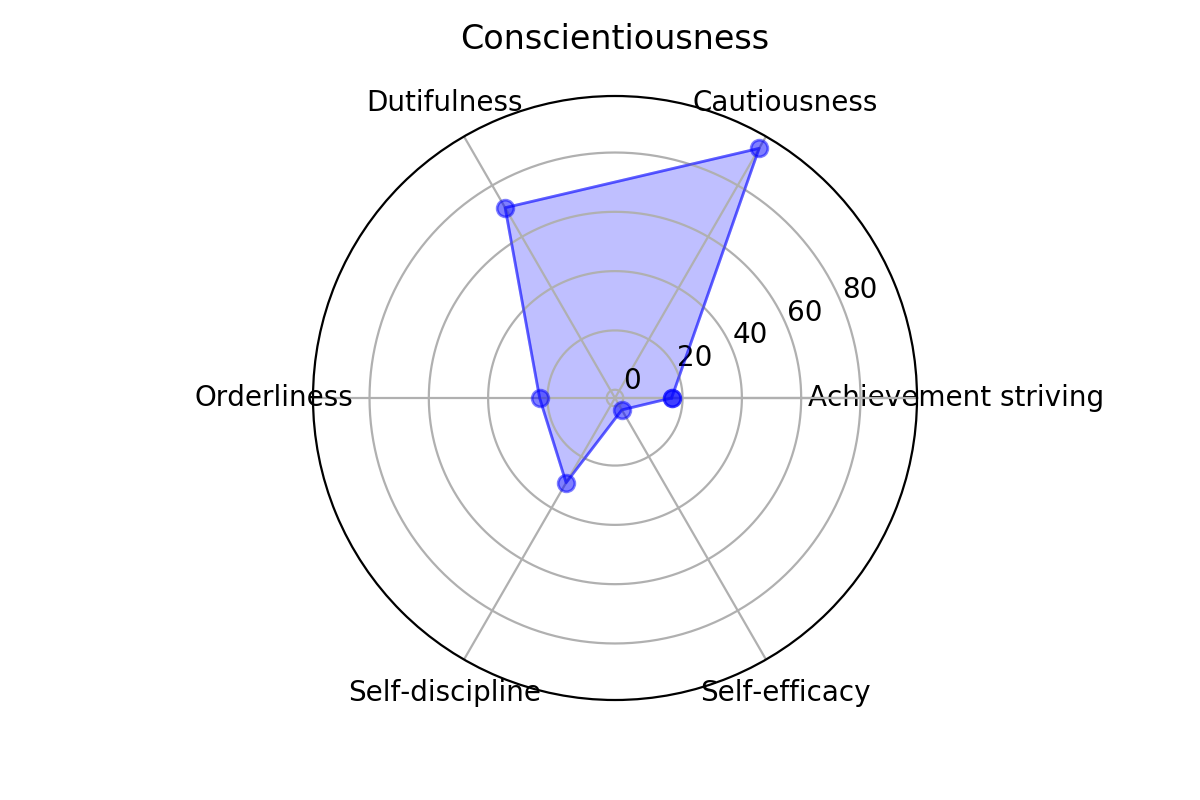 Conscientiousness
Dutifulness
Cautiousness
80
60
40
20
0
Orderliness
Achievement striving
Self-discipline
Self-efficacy